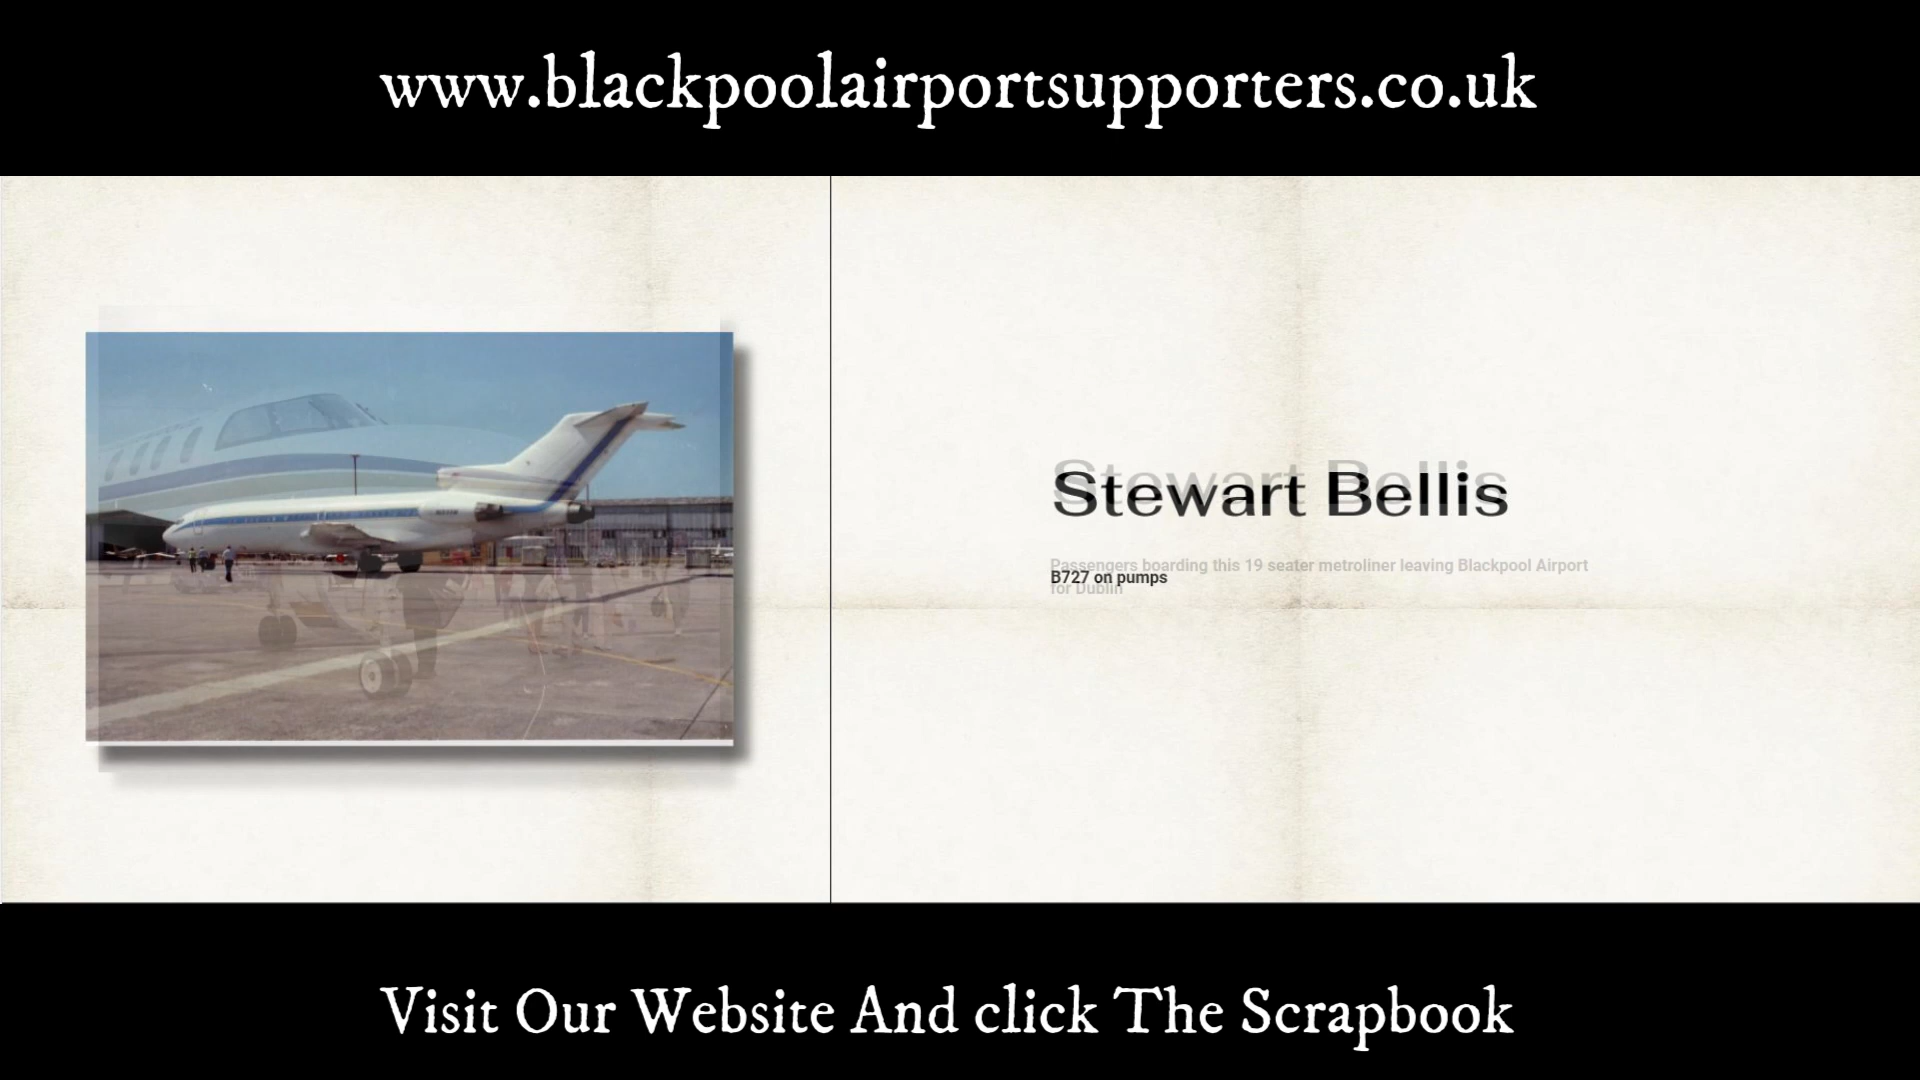 www.blackpoolairportsupporters.co.uk
Stewart Bellis
Passengers boarding this 19 seater metroliner leaving Blackpool Airport
B727 on pumps
for Dublin
Visit Our Website And click The Scrapbook